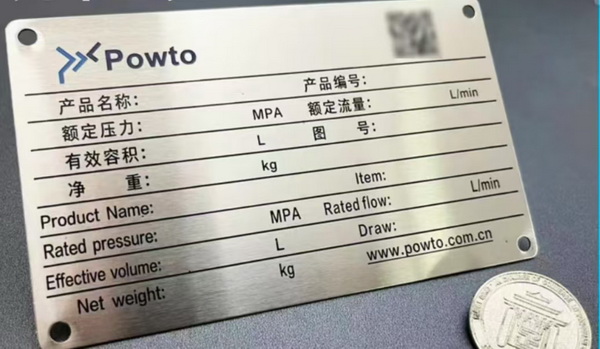 Powto
产品名称: 产品编号:
额定压力: MPA 额定流量: L/min
有效容积: L 图 号:
净 重: kg
Product Name: Item:
Rated pressure: MPA Rated flow: L/min
Effective volume: L Draw:
Net weight: kg www.powto.com.cn